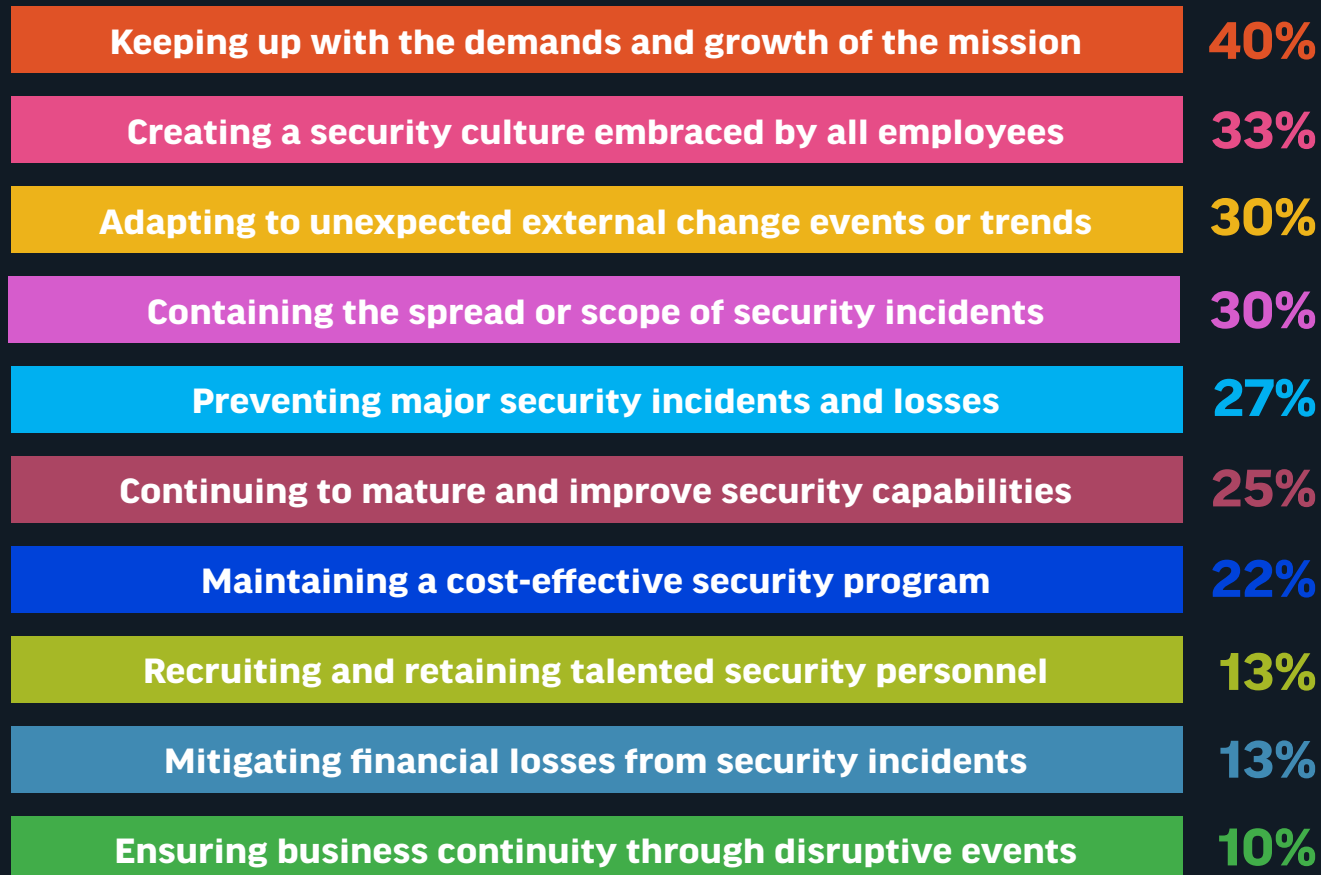 Keeping up with the demands and growth of the mission 40%
Creating a security culture embraced by all employees 33%
Adapting to unexpected external change events or trends 30%
Containing the spread or scope of security incidents 30%
Preventing major security incidents and losses 27%
Continuing to mature and improve security capabilities 25%
Maintaining a cost-effective security program 22%
Recruiting and retaining talented security personnel 13%
Mitigating financial losses from security incidents 13%
Ensuring business continuity through disruptive events 10%